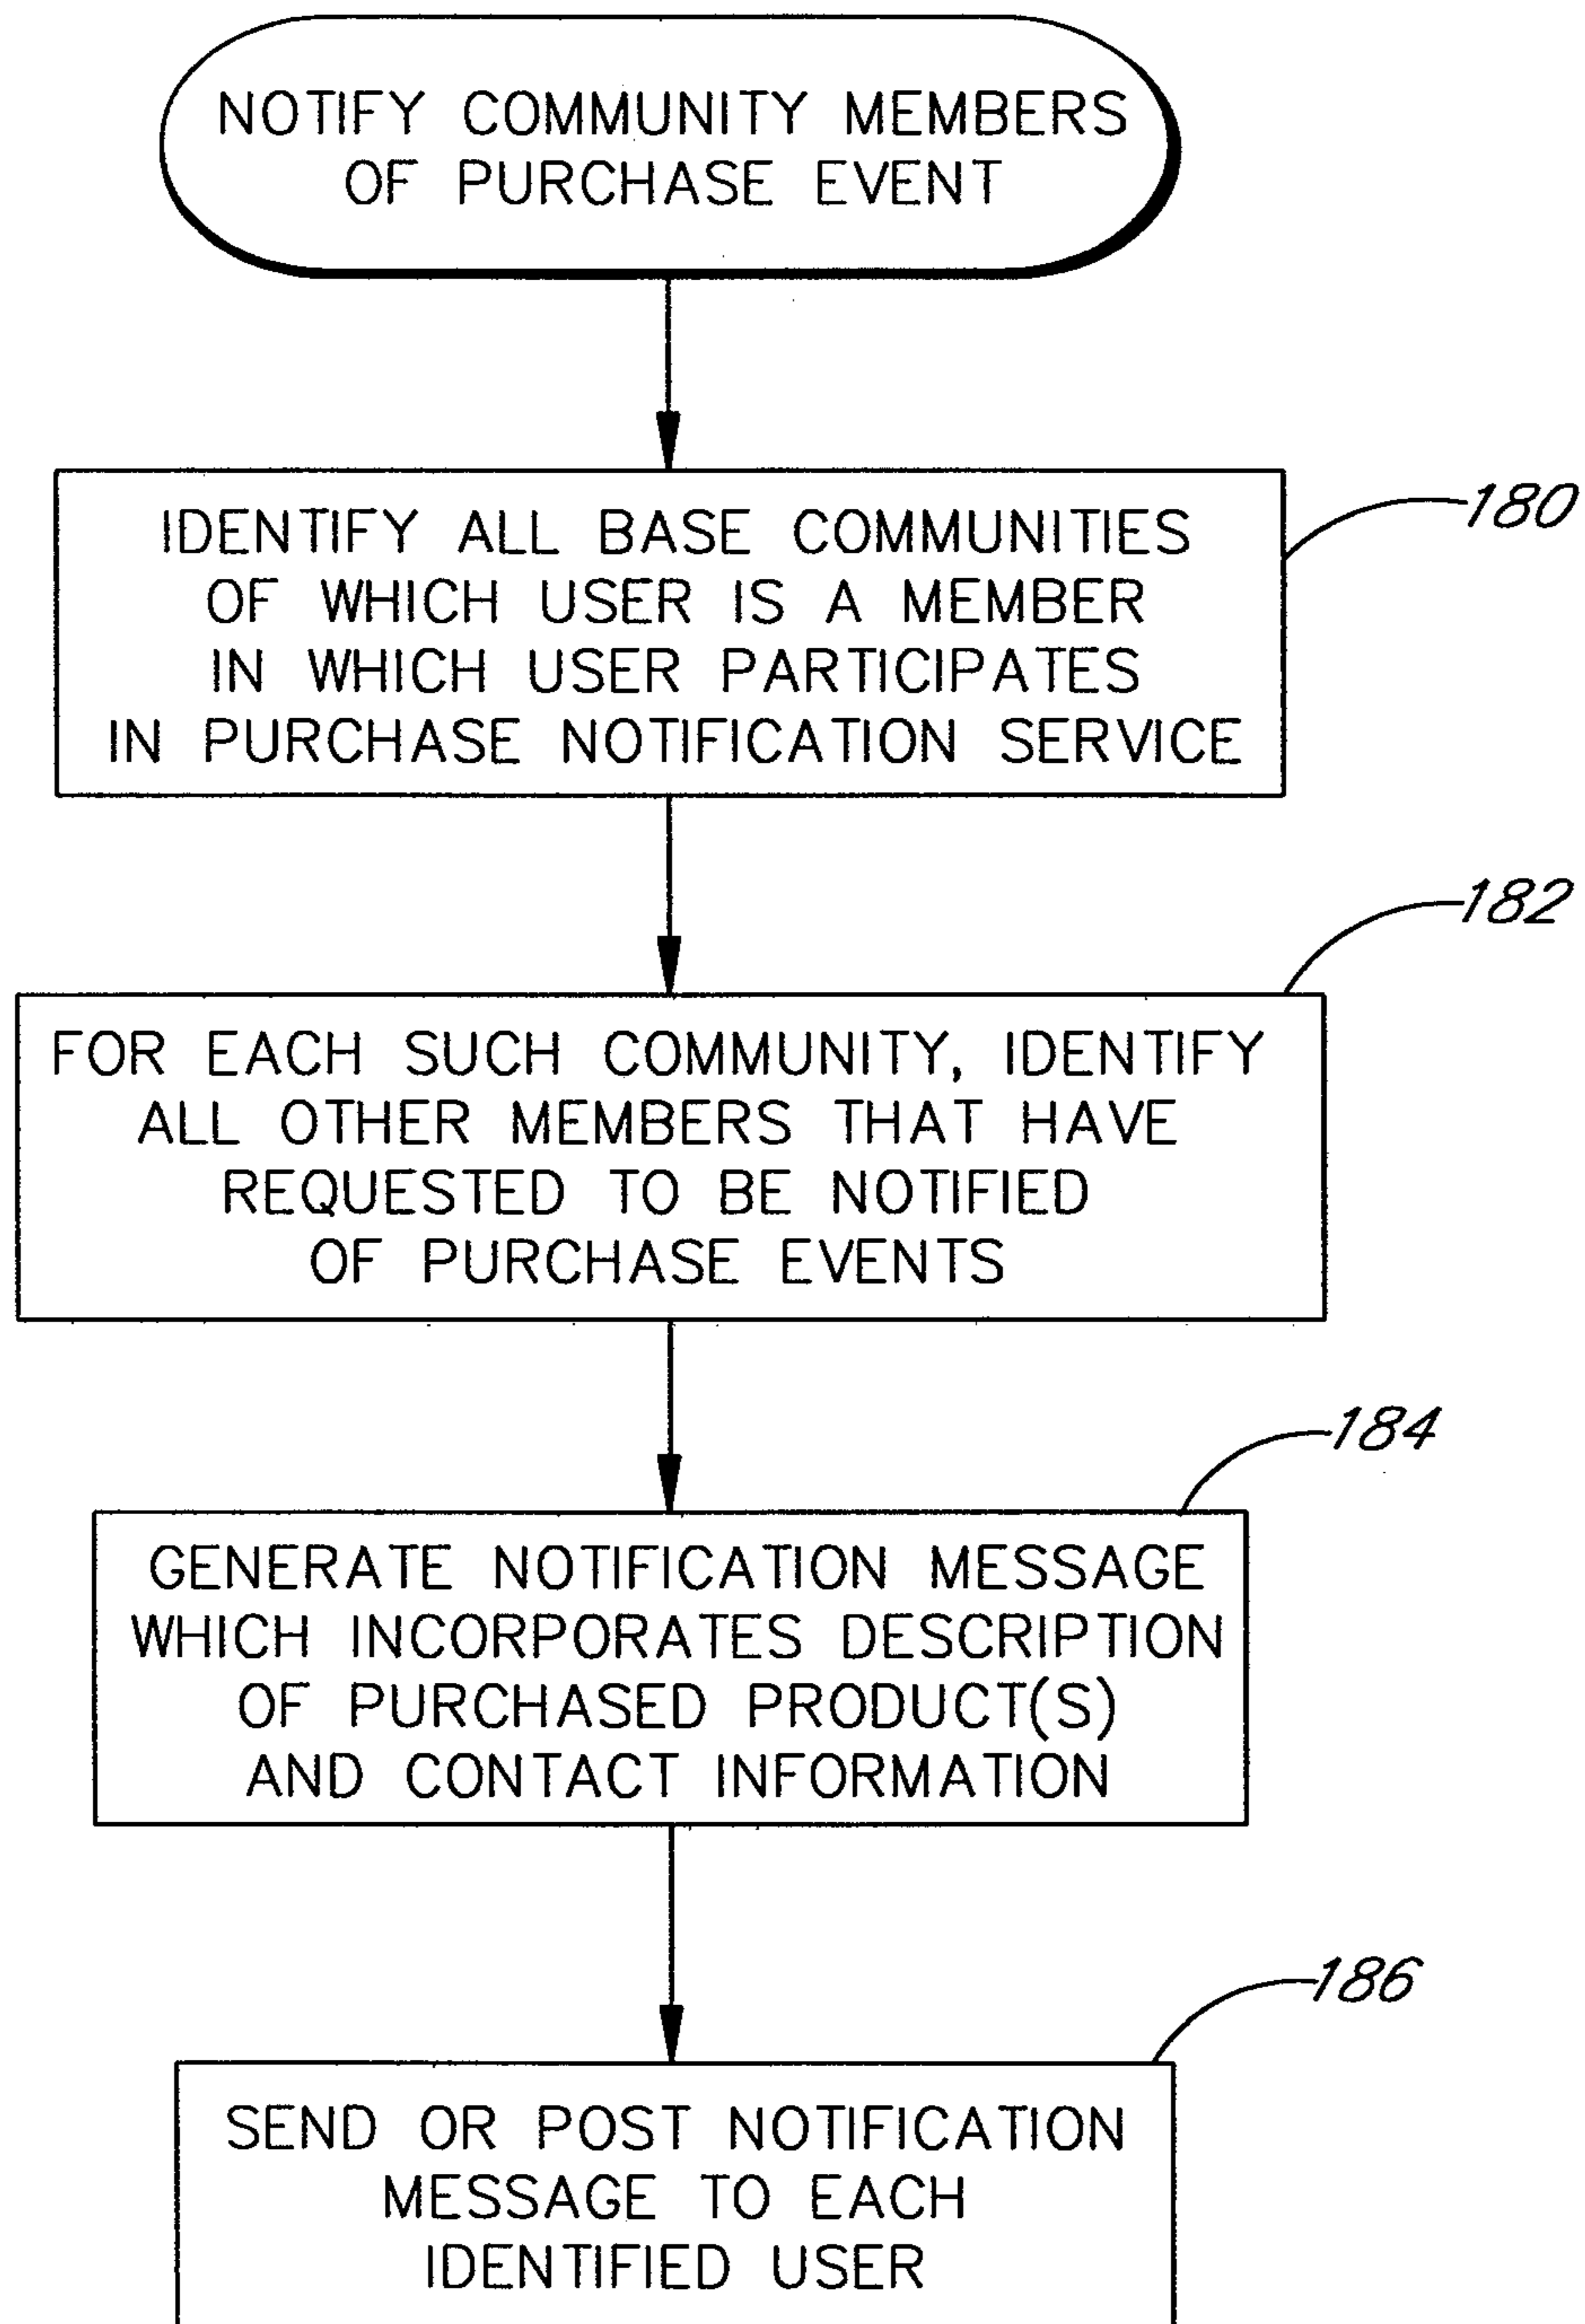 NOTIFY COMMUNITY MEMBERS
OF PURCHASE EVENT
180
IDENTIFY ALL BASE COMMUNITIES
OF WHICH USER IS A MEMBER
IN WHICH USER PARTICIPATES
IN PURCHASE NOTIFICATION SERVICE
182
FOR EACH SUCH COMMUNITY, IDENTIFY
ALL OTHER MEMBERS THAT HAVE
REQUESTED TO BE NOTIFIED
OF PURCHASE EVENTS
184
GENERATE NOTIFICATION MESSAGE
WHICH INCORPORATES DESCRIPTION
OF PURCHASED PRODUCT(S)
AND CONTACT INFORMATION
186
SEND OR POST NOTIFICATION
MESSAGE TO EACH
IDENTIFIED USER